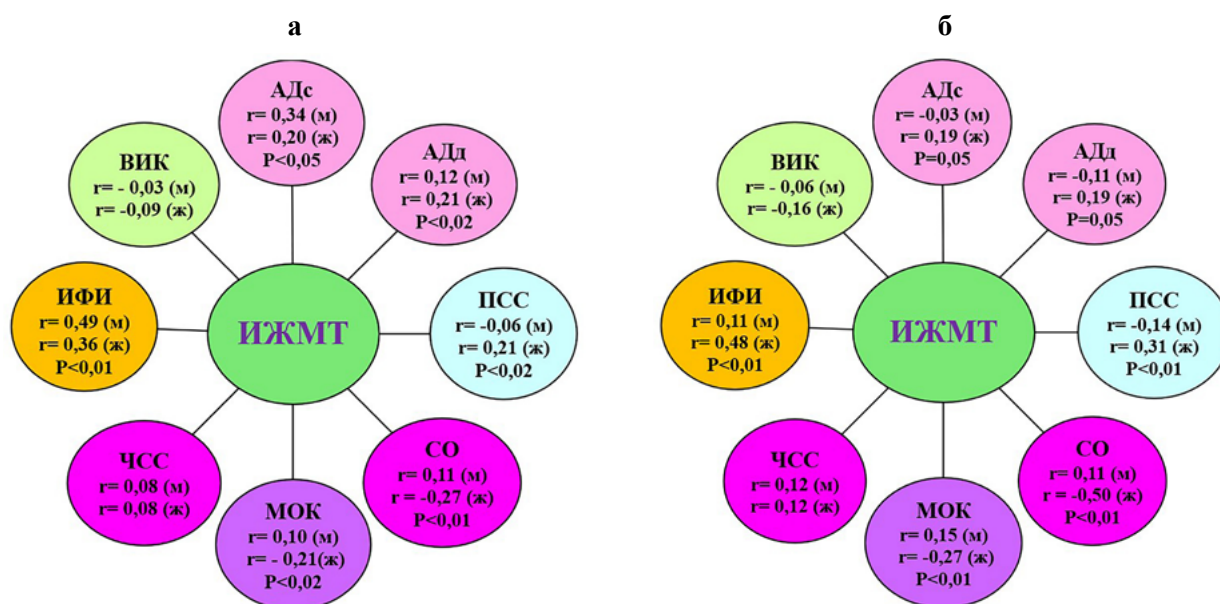 а
АДс
r= 0,34 (м)
r= 0,20 (ж)
P<0,05
АДд
r= 0,12 (м)
r= 0,21 (ж)
P<0,02
ПСС
r= -0,06 (м)
r= 0,21 (ж)
P<0,02
СО
r= 0,11 (м)
r = -0,27 (ж)
P<0,01
МОК
r= 0,10 (м)
r= - 0,21(ж)
P<0,02
ЧСС
r= 0,08 (м)
r= 0,08 (ж)
ИФИ
r= 0,49 (м)
r= 0,36 (ж)
P<0,01
ВИК
r= - 0,03 (м)
r= -0,09 (ж)
ИЖМТ
б
АДс
r= -0,03 (м)
r= 0,19 (ж)
P=0,05
АДд
r= -0,11 (м)
r= 0,19 (ж)
P=0,05
ПСС
r= -0,14 (м)
r= 0,31 (ж)
P<0,01
СО
r= 0,11 (м)
r = -0,50 (ж)
P<0,01
МОК
r= 0,15 (м)
r= -0,27 (ж)
P<0,01
ЧСС
r= 0,12 (м)
r= 0,12 (ж)
ИФИ
r= 0,11 (м)
r= 0,48 (ж)
P<0,01
ВИК
r= - 0,06 (м)
r= -0,16 (ж)
ИЖМТ